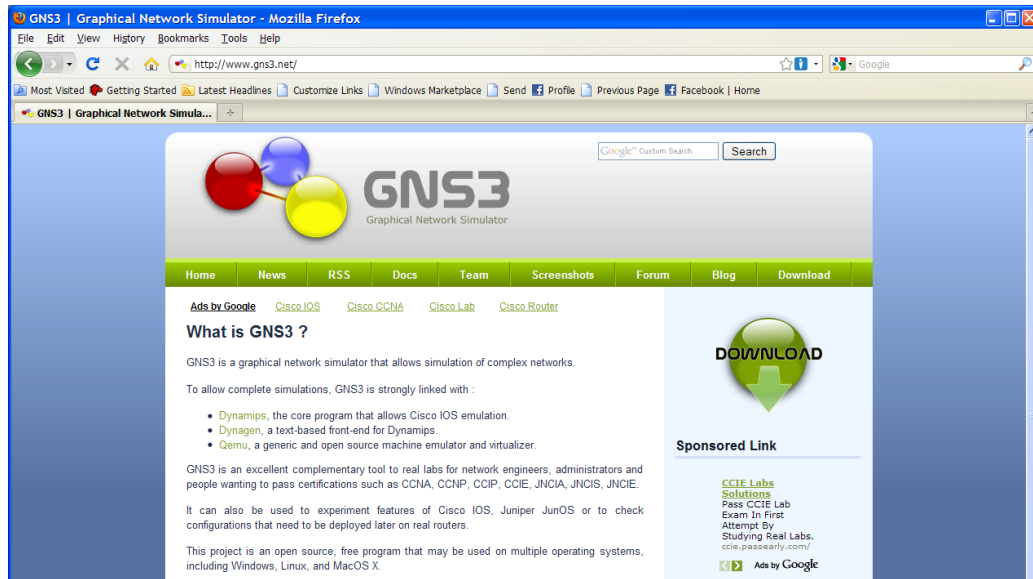 GNS3 | Graphical Network Simulator - Mozilla Firefox
File Edit View History Bookmarks Tools Help
http://www.gns3.net/
Google
Most Visited Getting Started Latest Headlines Customize Links Windows Marketplace Send Profile Previous Page Facebook | Home
GNS3 | Graphical Network Simula...
Google™ Custom Search Search
GNS3
Graphical Network Simulator
Home News RSS Docs Team Screenshots Forum Blog Download
Ads by Google Cisco IOS Cisco CCNA Cisco Lab Cisco Router
What is GNS3 ?
GNS3 is a graphical network simulator that allows simulation of complex networks.
To allow complete simulations, GNS3 is strongly linked with :
• Dynamips, the core program that allows Cisco IOS emulation.
• Dynagen, a text-based front-end for Dynamips.
• Qemu, a generic and open source machine emulator and virtualizer.
GNS3 is an excellent complementary tool to real labs for network engineers, administrators and
people wanting to pass certifications such as CCNA, CCNP, CCIP, CCIE, JNCIA, JNCIS, JNCIE.
It can also be used to experiment features of Cisco IOS, Juniper JunOS or to check
configurations that need to be deployed later on real routers.
This project is an open source, free program that may be used on multiple operating systems,
including Windows, Linux, and MacOS X.
DOWNLOAD
Sponsored Link
CCIE Labs
Solutions
Pass CCIE Lab
Exam In First
Attempt By
Studying Real Labs.
ccie.passearly.com/
Ads by Google